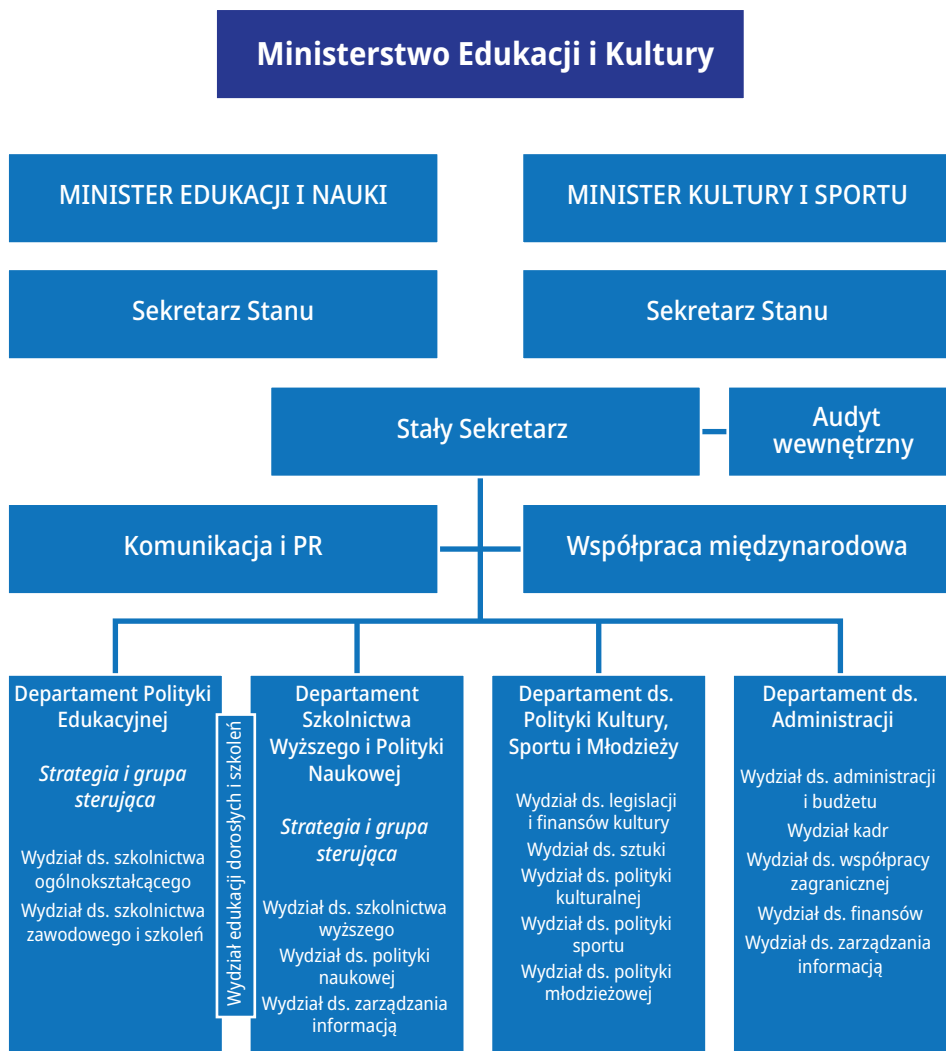 Ministerstwo Edukacji i Kultury
MINISTER EDUKACJI I NAUKI
MINISTER KULTURY I SPORTU
Sekretarz Stanu
Sekretarz Stanu
Stały Sekretarz
Audyt
wewnętrzny
Komunikacja i PR
Współpraca międzynarodowa
Departament Polityki
Edukacyjnej
Strategia i grupa
sterująca
Wydział ds. szkolnictwa
ogólnokształcącego
Wydział ds. szkolnictwa
zawodowego i szkoleń
Wydział edukacji dorosłych i szkoleń
Departament
Szkolnictwa
Wyższego i Polityki
Naukowej
Strategia i grupa
sterująca
Wydział ds. szkolnictwa
wyższego
Wydział ds. polityki
naukowej
Wydział ds. zarządzania
informacją
Departament ds.
Polityki Kultury,
Sportu i Młodzieży
Wydział ds. legislacji
i finansów kultury
Wydział ds. sztuki
Wydział ds. polityki
kulturalnej
Wydział ds. polityki
sportu
Wydział ds. polityki
młodzieżowej
Departament ds.
Administracji
Wydział ds. administracji
i budżetu
Wydział kadr
Wydział ds. współpracy
zagranicznej
Wydział ds. finansów
Wydział ds. zarządzania
informacją